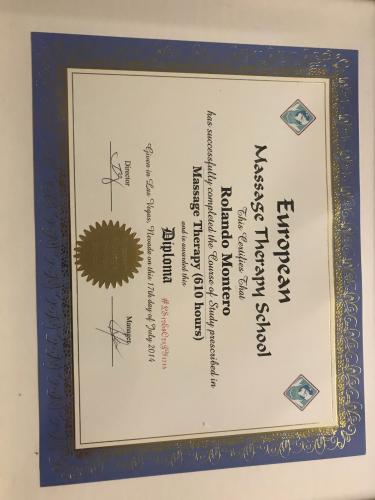 European
Massage Therapy School
This Certifies That
Rolando Montero
has successfully completed the Course of Study prescribed in
Massage Therapy (610 hours)
and is awarded this
Diploma
Given in Las Vegas, Nevada on this 17th day of July 2014
Director
Manager